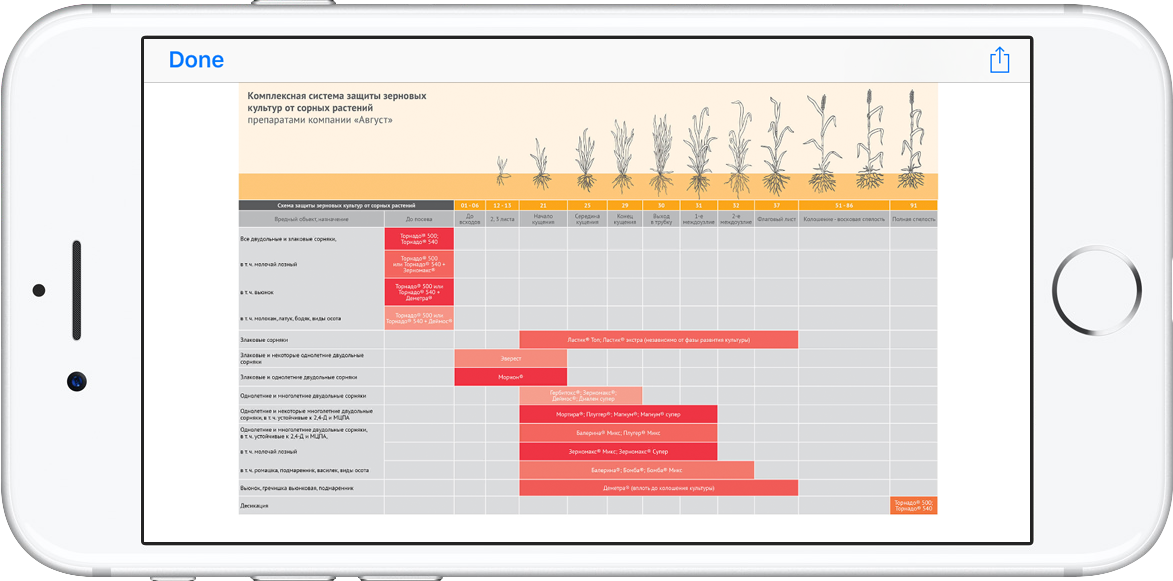 Done
Комплексная система защиты зерновых
культур от сорных растений
препаратами компании «Август»
Схема защиты зерновых культур от сорных растений
01-06
12-13
21
25
29
30
31
32
37
51-86
91
Вредный объект, назначение
До посева
До
всходов
2, 3 листа
Начало
кущения
Середина
кущения
Конец
кущения
Выход
в трубку
1-е
междоузлие
2-е
междоузлие
Флаговый лист
Колошение - восковая спелость
Полная спелость
Все двудольные и злаковые сорняки,
Торнадо® 500;
Торнадо® 540
в т. ч. молочай лозный
Торнадо® 500
или Торнадо® 540 +
Зерномакс®
в т. ч. вьюнок
Торнадо® 500 или
Торнадо® 540 +
Деметра®
в т. ч. молокан, латук, бодяк, виды осота
Торнадо® 500 или
Торнадо® 540 + Деймос®
Злаковые сорняки
Ластик® Топ; Ластик® экстра (независимо от фазы развития культуры)
Злаковые и некоторые однолетние двудольные
сорняки
Эверест
Злаковые и однолетние двудольные сорняки
Морион®
Однолетние и многолетние двудольные сорняки
Гербитокс®; Зерномакс®;
Деймос®; Диален супер
Однолетние и некоторые многолетние двудольные
сорняки, в т. ч. устойчивые к 2,4-Д и МЦПА
Мортира®; Плуггер®; Магнум®; Магнум® супер
Однолетние и многолетние двудольные сорняки,
в т. ч. устойчивые к 2,4-Д и МЦПА,
Балерина® Микс; Плуггер® Микс
в т. ч. молочай лозный
Зерномакс® Микс; Зерномакс® Супер
в т. ч. ромашка, подмаренник, василек, виды осота
Балерина®; Бомба®; Бомба® Микс
Вьюнок, гречишка вьюнковая, подмаренник
Деметра® (вплоть до колошения культуры)
Десикация
Торнадо® 500;
Торнадо® 540